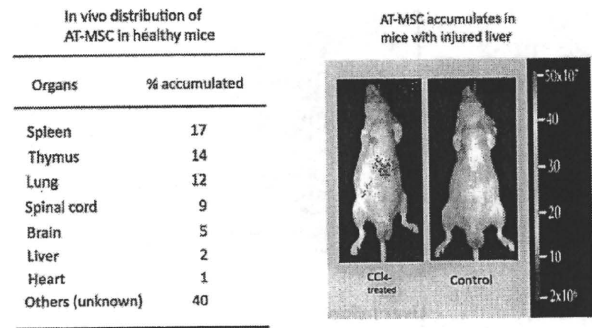 In vivo distribution of
AT-MSC in healthy mice
Organs % accumulated
Spleen 17
Thymus 14
Lung 12
Spinal cord 9
Brain 5
Liver 2
Heart 1
Others (unknown) 40
AT-MSC accumulates in
mice with injured liver
50x10⁷
40
30
20
10
2x10⁶
CCl4-
treated
Control